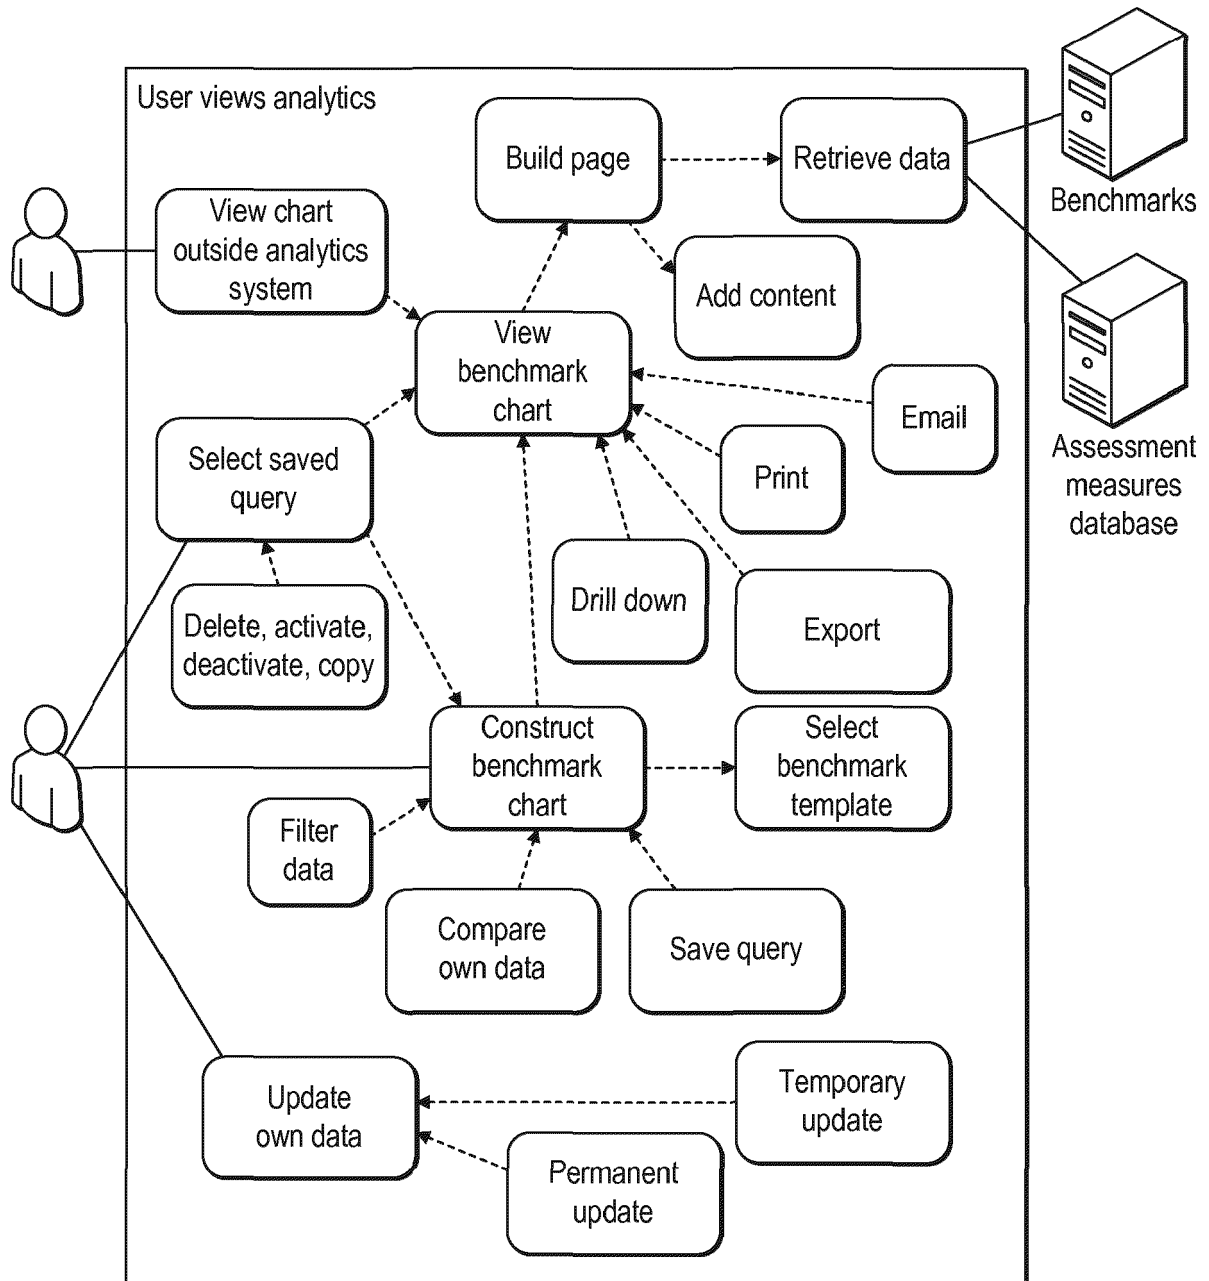 User views analytics
Build page
Retrieve data
Benchmarks
View chart
outside analytics
system
Add content
View
benchmark
chart
Email
Assessment
measures
database
Select saved
query
Print
Drill down
Export
Delete, activate,
deactivate, copy
Construct
benchmark
chart
Select
benchmark
template
Filter
data
Compare
own data
Save query
Update
own data
Temporary
update
Permanent
update